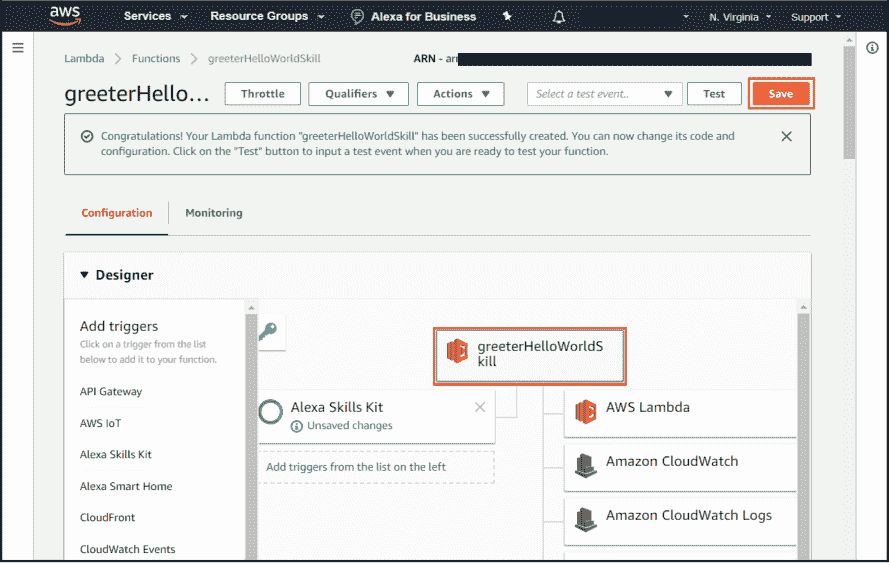 aws Services Resource Groups Alexa for Business N. Virginia Support
Lambda Functions greeterHelloWorldSkill ARN - arn
greeterHello... Throttle Qualifiers Actions Select a test event.. Test Save
Congratulations! Your Lambda function "greeterHelloWorldSkill" has been successfully created. You can now change its code and
configuration. Click on the "Test" button to input a test event when you are ready to test your function.
Configuration Monitoring
Designer
Add triggers
Click on a trigger from the list
below to add it to your function.
API Gateway
AWS IoT
Alexa Skills Kit
Alexa Smart Home
CloudFront
CloudWatch Events
greeterHelloWorldS
kill
Alexa Skills Kit
Unsaved changes
Add triggers from the list on the left
AWS Lambda
Amazon CloudWatch
Amazon CloudWatch Logs